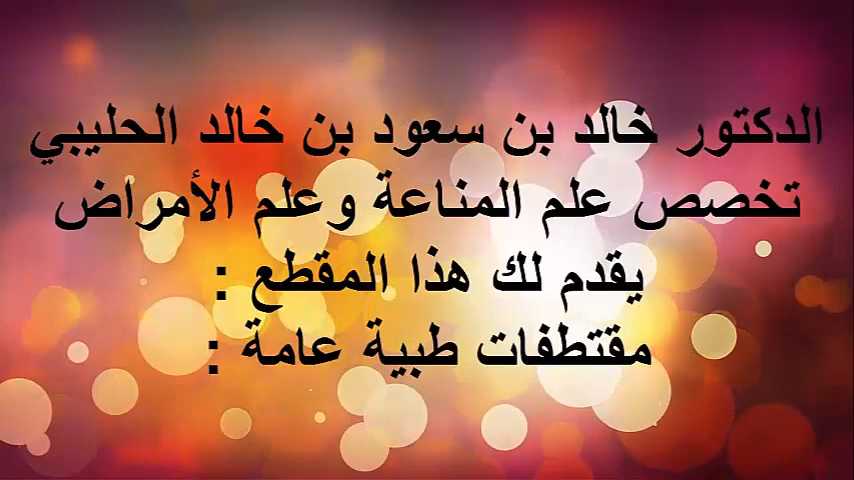 الدكتور خالد بن سعود بن خالد الحليبي
تخصص علم المناعة وعلم الأمراض
يقدم لك هذا المقطع :
مقتطفات طبية عامة :